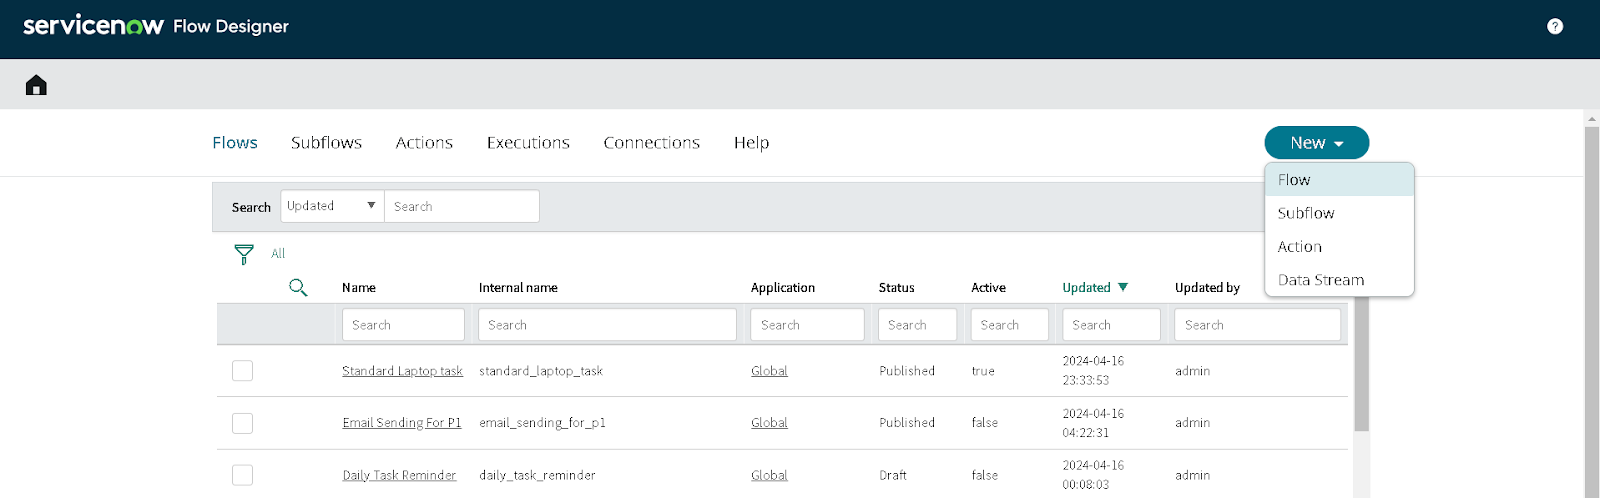 servicenow Flow Designer
?
Flows Subflows Actions Executions Connections Help New
Flow
Subflow
Action
Data Stream
Search Updated Search
All
Name Internal name Application Status Active Updated Updated by
Search Search Search Search Search Search Search
Standard Laptop task standard_laptop_task Global Published true 2024-04-16 23:33:53 admin
Email Sending For P1 email_sending_for_p1 Global Published false 2024-04-16 04:22:31 admin
Daily Task Reminder daily_task_reminder Global Draft false 2024-04-16 00:08:03 admin